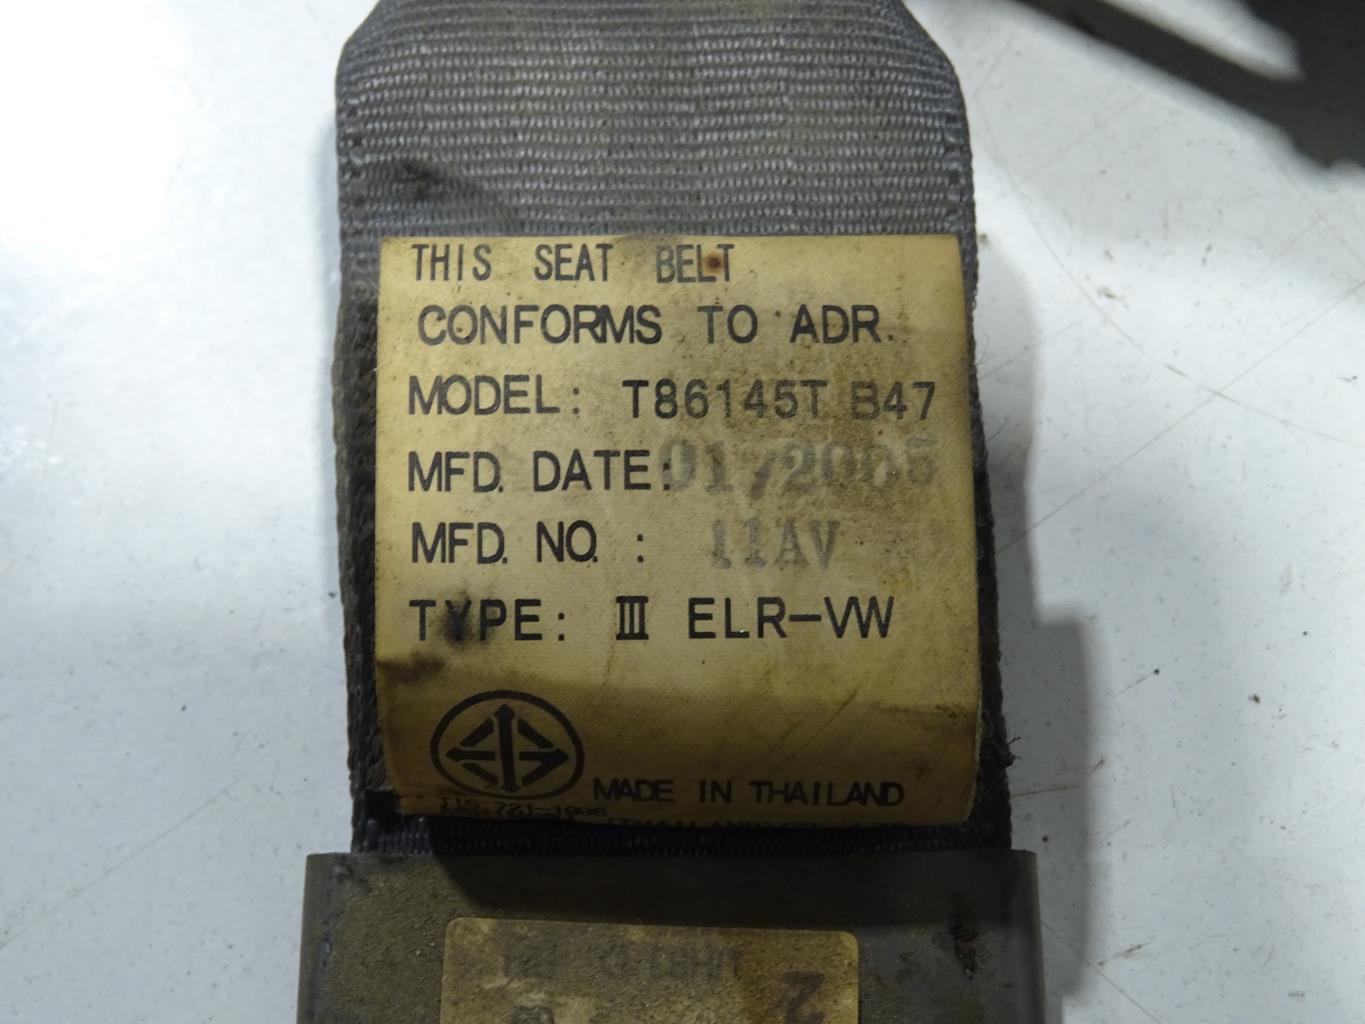 THIS SEAT BELT
CONFORMS TO ADR.
MODEL: T86145T B47
MFD. DATE: 01/2005
MFD. NO. : 11AV
TYPE: III ELR-VW
MADE IN THAILAND